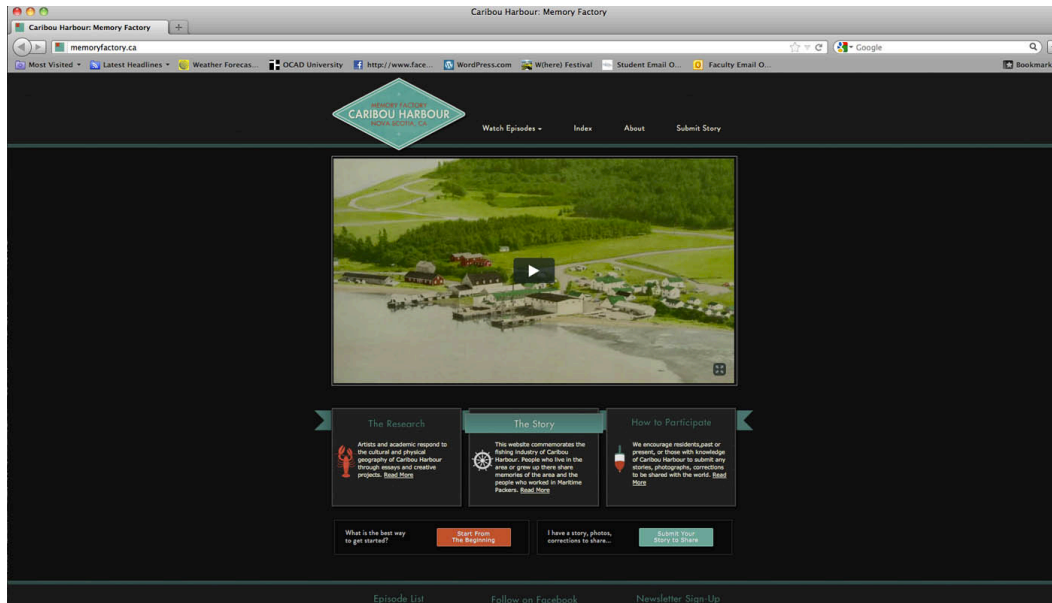 Caribou Harbour: Memory Factory
Caribou Harbour: Memory Factory
memoryfactory.ca
Google
Most Visited
Latest Headlines
Weather Forecas...
OCAD University
http://www.face...
WordPress.com
W(here) Festival
Student Email O...
Faculty Email O...
Bookmark
MEMORY FACTORY
CARIBOU HARBOUR
NOVA SCOTIA, CA
Watch Episodes
Index
About
Submit Story
The Research
Artists and academic respond to
the cultural and physical
geography of Caribou Harbour
through essays and creative
projects. Read More
The Story
This website commemorates the
fishing industry of Caribou
Harbour. People who live in the
area or grew up there share
memories of the area and the
people who worked in Maritime
Packers. Read More
How to Participate
We encourage residents,past or
present, or those with knowledge
of Caribou Harbour to submit any
stories, photographs, corrections
to be shared with the world. Read
More
What is the best way
to get started?
Start From
The Beginning
I have a story, photos,
corrections to share...
Submit Your
Story to Share
Episode List
Follow on Facebook
Newsletter Sign-Up